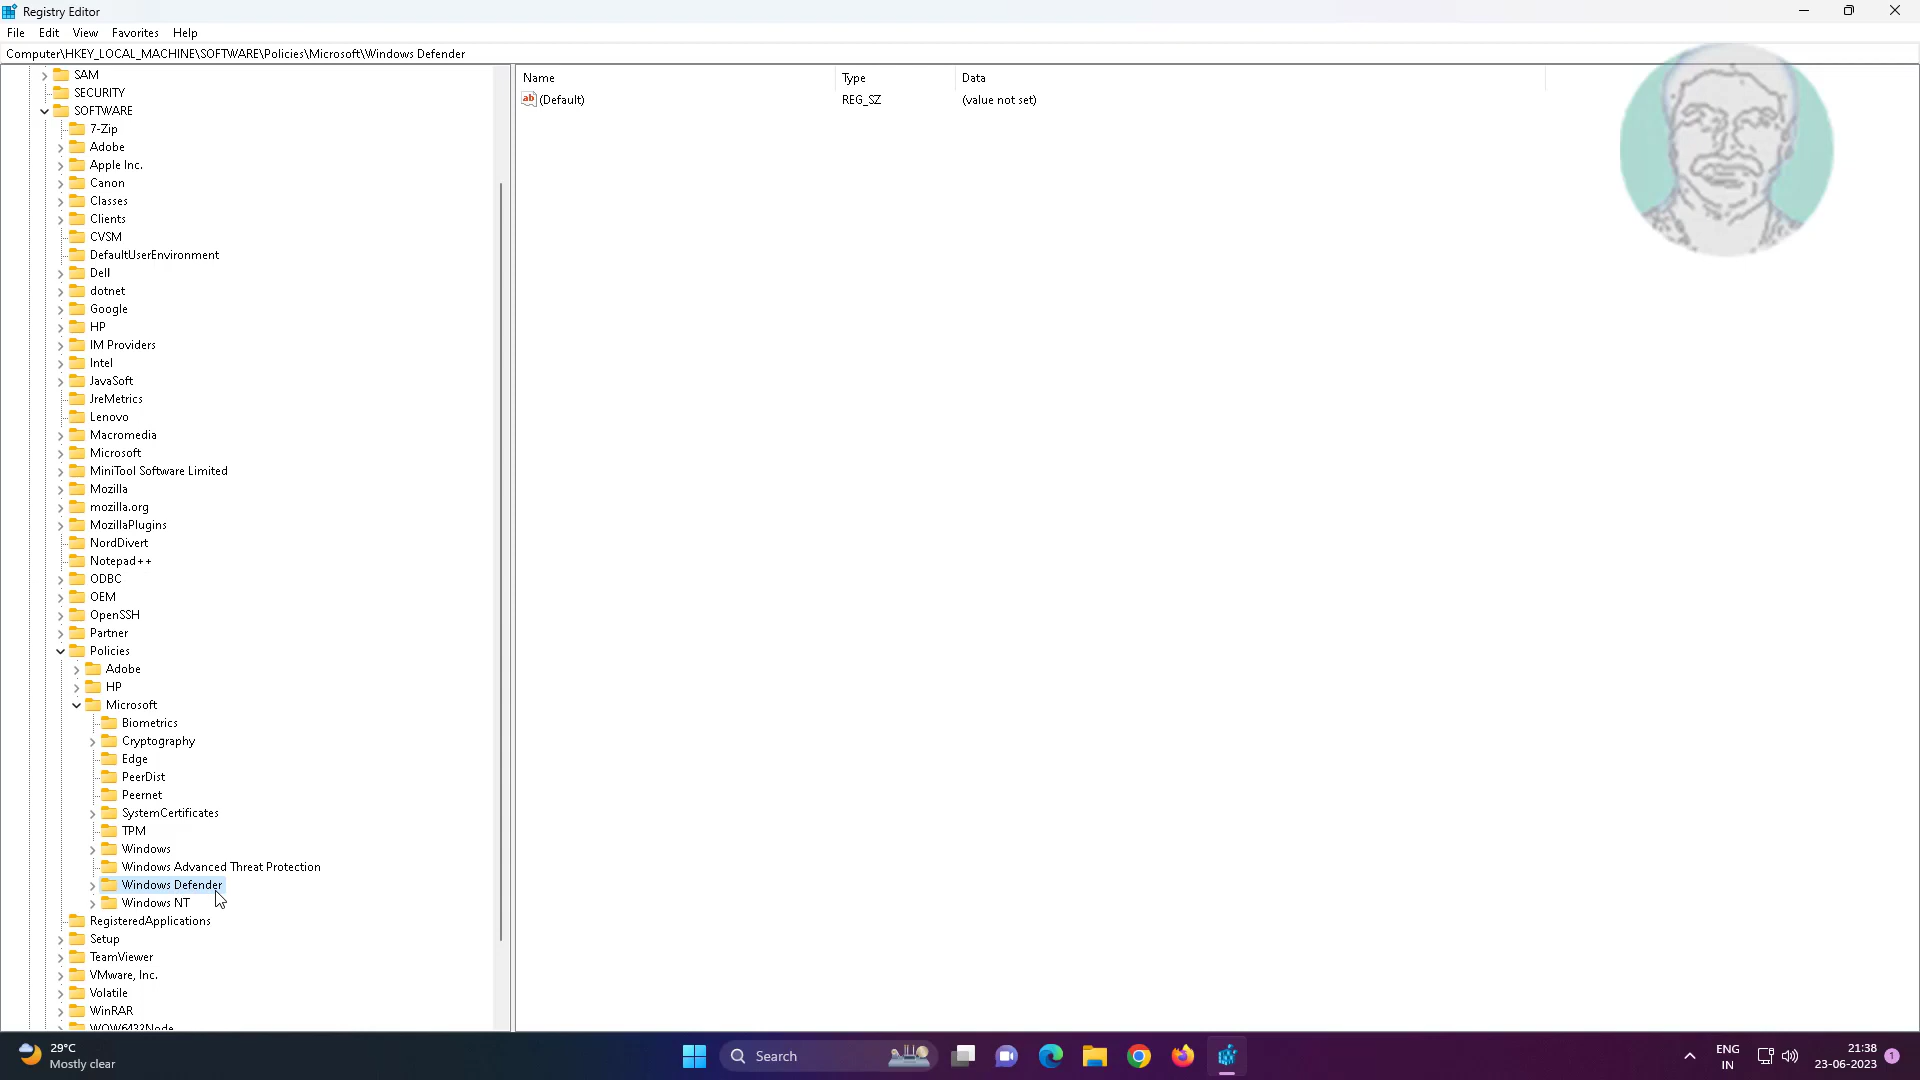 Registry Editor
File Edit View Favorites Help
Computer\HKEY_LOCAL_MACHINE\SOFTWARE\Policies\Microsoft\Windows Defender
SAM
SECURITY
SOFTWARE
7-Zip
Adobe
Apple Inc.
Canon
Classes
Clients
CVSM
DefaultUserEnvironment
Dell
dotnet
Google
HP
IM Providers
Intel
JavaSoft
JreMetrics
Lenovo
Macromedia
Microsoft
MiniTool Software Limited
Mozilla
mozilla.org
MozillaPlugins
NordDivert
Notepad++
ODBC
OEM
OpenSSH
Partner
Policies
Adobe
HP
Microsoft
Biometrics
Cryptography
Edge
PeerDist
Peernet
SystemCertificates
TPM
Windows
Windows Advanced Threat Protection
Windows Defender
Windows NT
RegisteredApplications
Setup
TeamViewer
VMware, Inc.
Volatile
WinRAR
WOW6432Node
Name Type Data
ab (Default) REG_SZ (value not set)
29°C
Mostly clear
Search
ENG
IN
21:38
23-06-2023
1